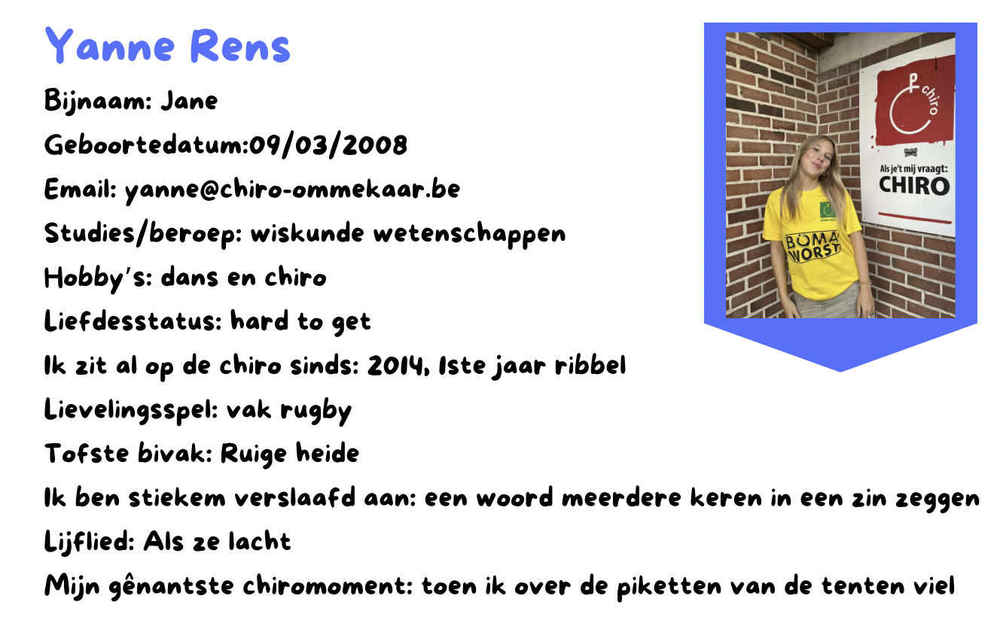 Yanne Rens
Bijnaam: Jane
Geboortedatum:09/03/2008
Email: yanne@chiro-ommekaar.be
Studies/beroep: wiskunde wetenschappen
Hobby's: dans en chiro
Liefdesstatus: hard to get
Ik zit al op de chiro sinds: 2014, 1ste jaar ribbel
Lievelingsspel: vak rugby
Tofste bivak: Ruige heide
Ik ben stiekem verslaafd aan: een woord meerdere keren in een zin zeggen
Lijflied: Als ze lacht
Mijn gênantste chiromoment: toen ik over de piketten van de tenten viel
chiro
Als je't mij vraagt:
CHIRO
BOMA
WORST